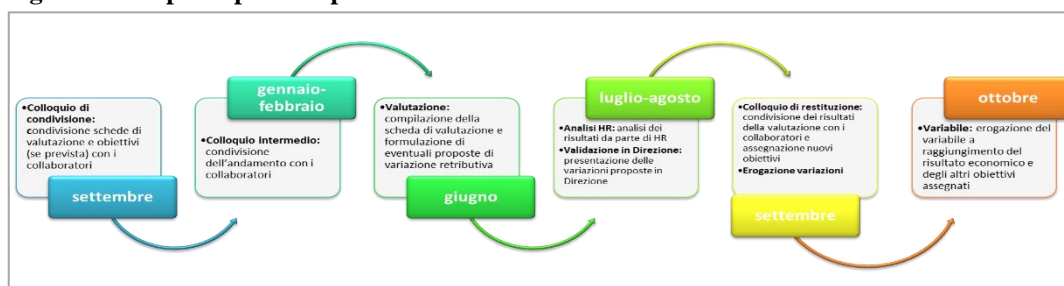 •Colloquio di
condivisione:
condivisione schede di
valutazione e obiettivi
(se prevista) con i
collaboratori
settembre
gennaio-
febbraio
•Colloquio intermedio:
condivisione
dell'andamento con i
collaboratori
•Valutazione:
compilazione della
scheda di valutazione e
formulazione di
eventuali proposte di
variazione retributiva
giugno
luglio-agosto
•Analisi HR: analisi dei
risultati da parte di HR
•Validazione in Direzione:
presentazione delle
variazioni proposte in
Direzione
•Colloquio di restituzione:
condivisione dei risultati
della valutazione con i
collaboratori e
assegnazione nuovi
obiettivi
•Erogazione variazioni
settembre
ottobre
•Variabile: erogazione del
variabile a
raggiungimento del
risultato economico e
degli altri obiettivi
assegnati